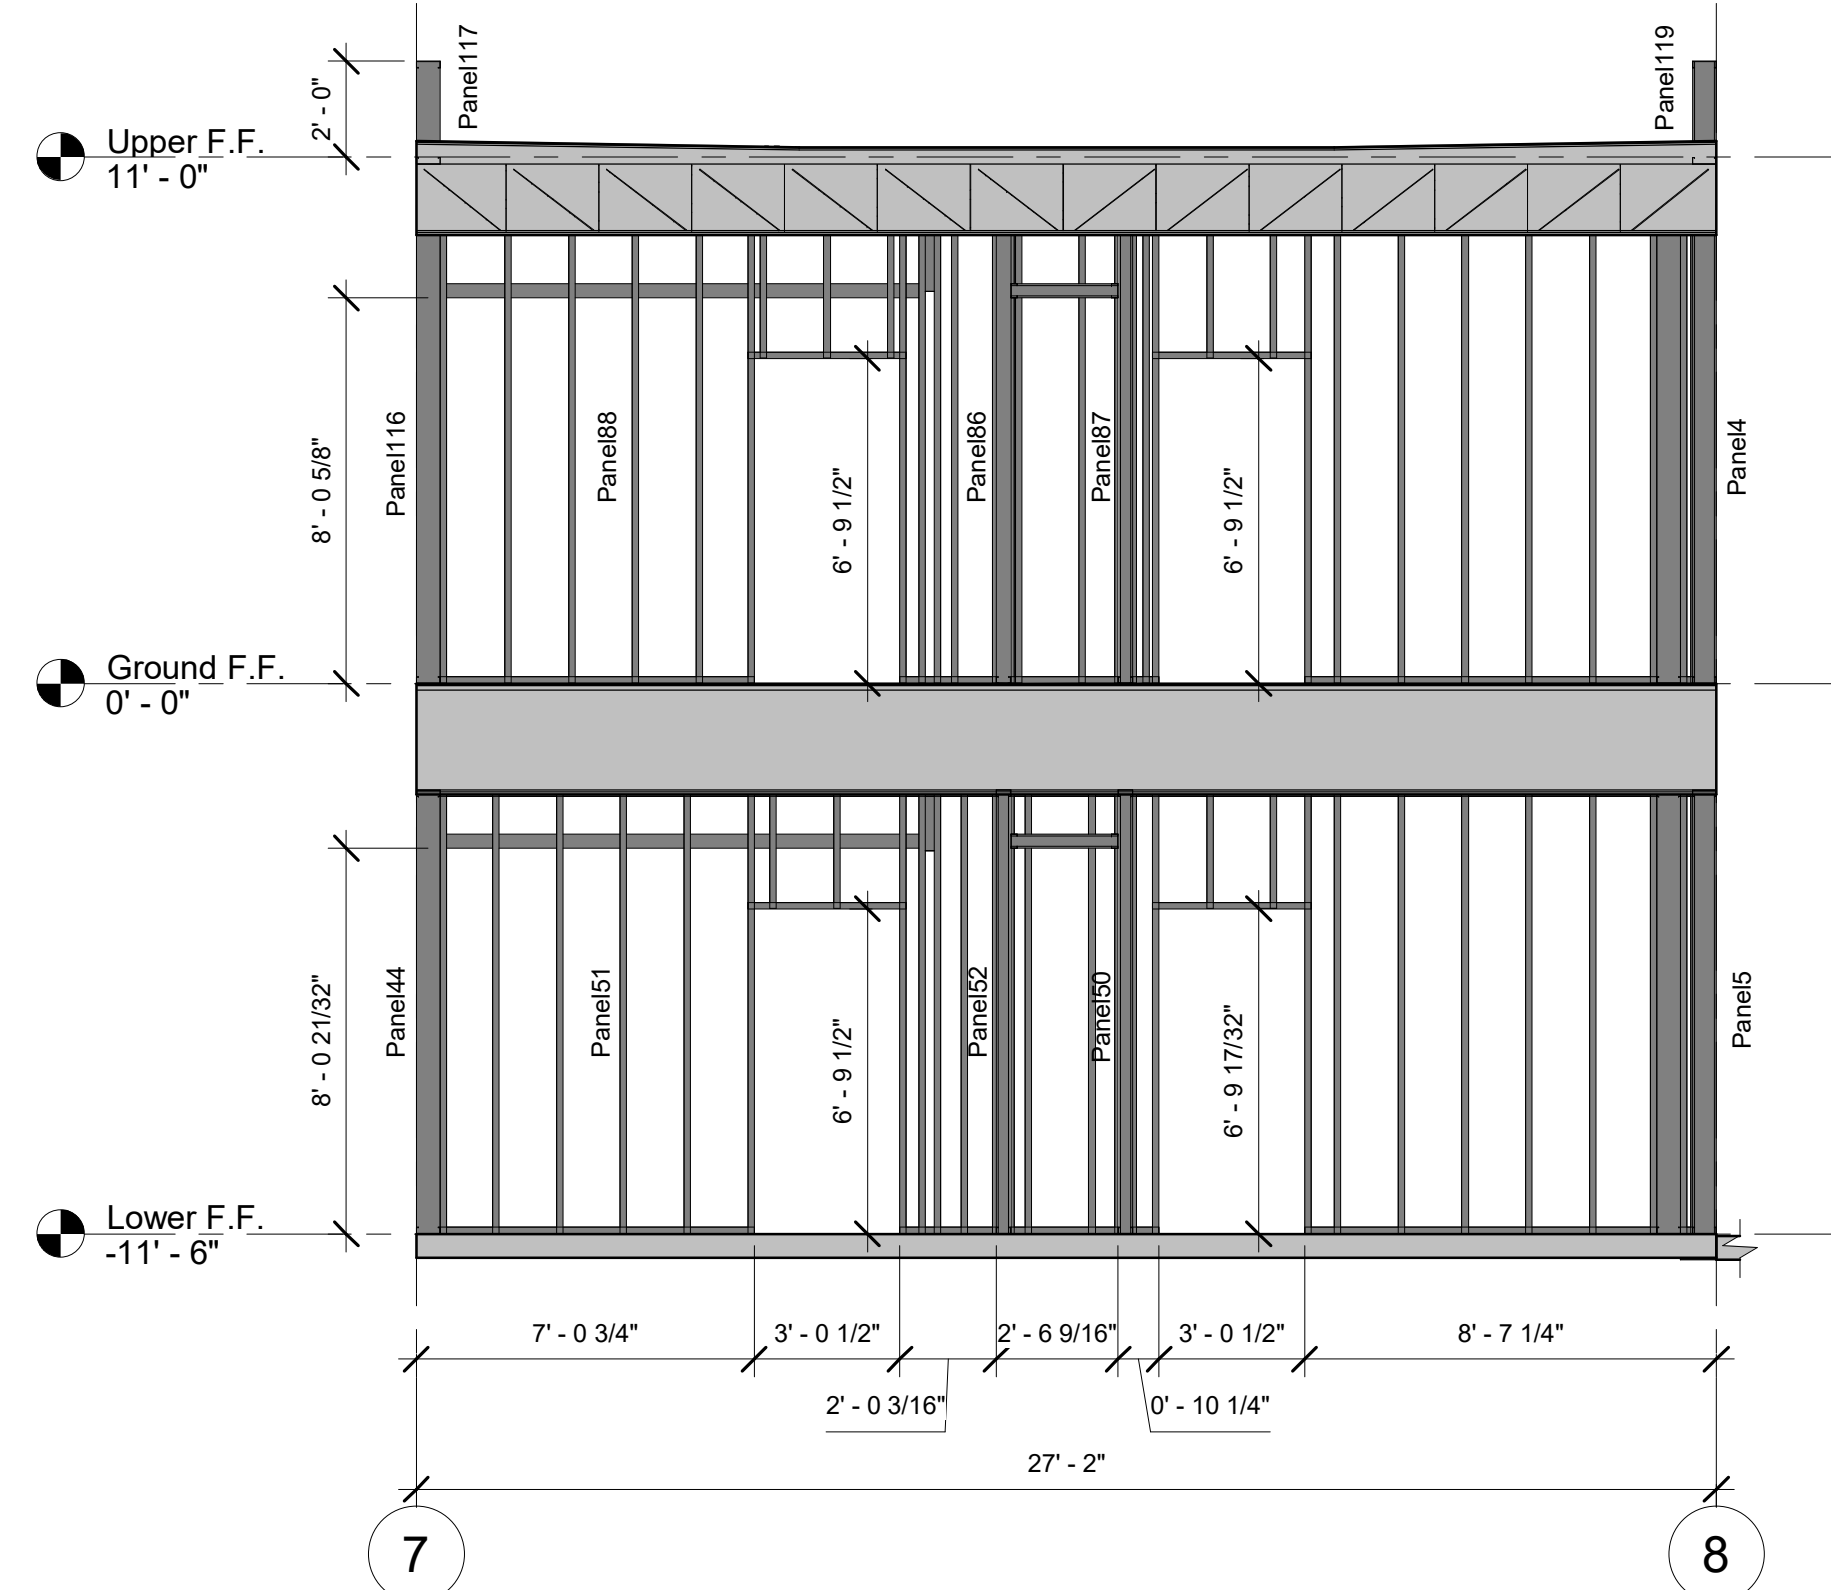 Panel117
Panel119
2' - 0"
Upper F.F.
11' - 0"
8' - 0 5/8"
Panel116
Panel88
6' - 9 1/2"
Panel86
Panel87
6' - 9 1/2"
Panel4
Ground F.F.
0' - 0"
8' - 0 21/32"
Panel44
Panel51
6' - 9 1/2"
Panel52
Panel50
6' - 9 17/32"
Panel5
Lower F.F.
-11' - 6"
7' - 0 3/4"
3' - 0 1/2"
2' - 6 9/16"
3' - 0 1/2"
8' - 7 1/4"
2' - 0 3/16"
0' - 10 1/4"
27' - 2"
7
8